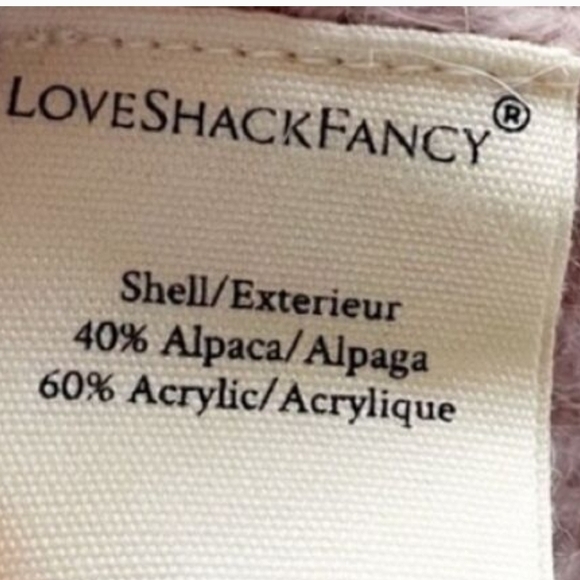 LOVESHACKFANCY®
Shell/Exterieur
40% Alpaca/Alpaga
60% Acrylic/Acrylique